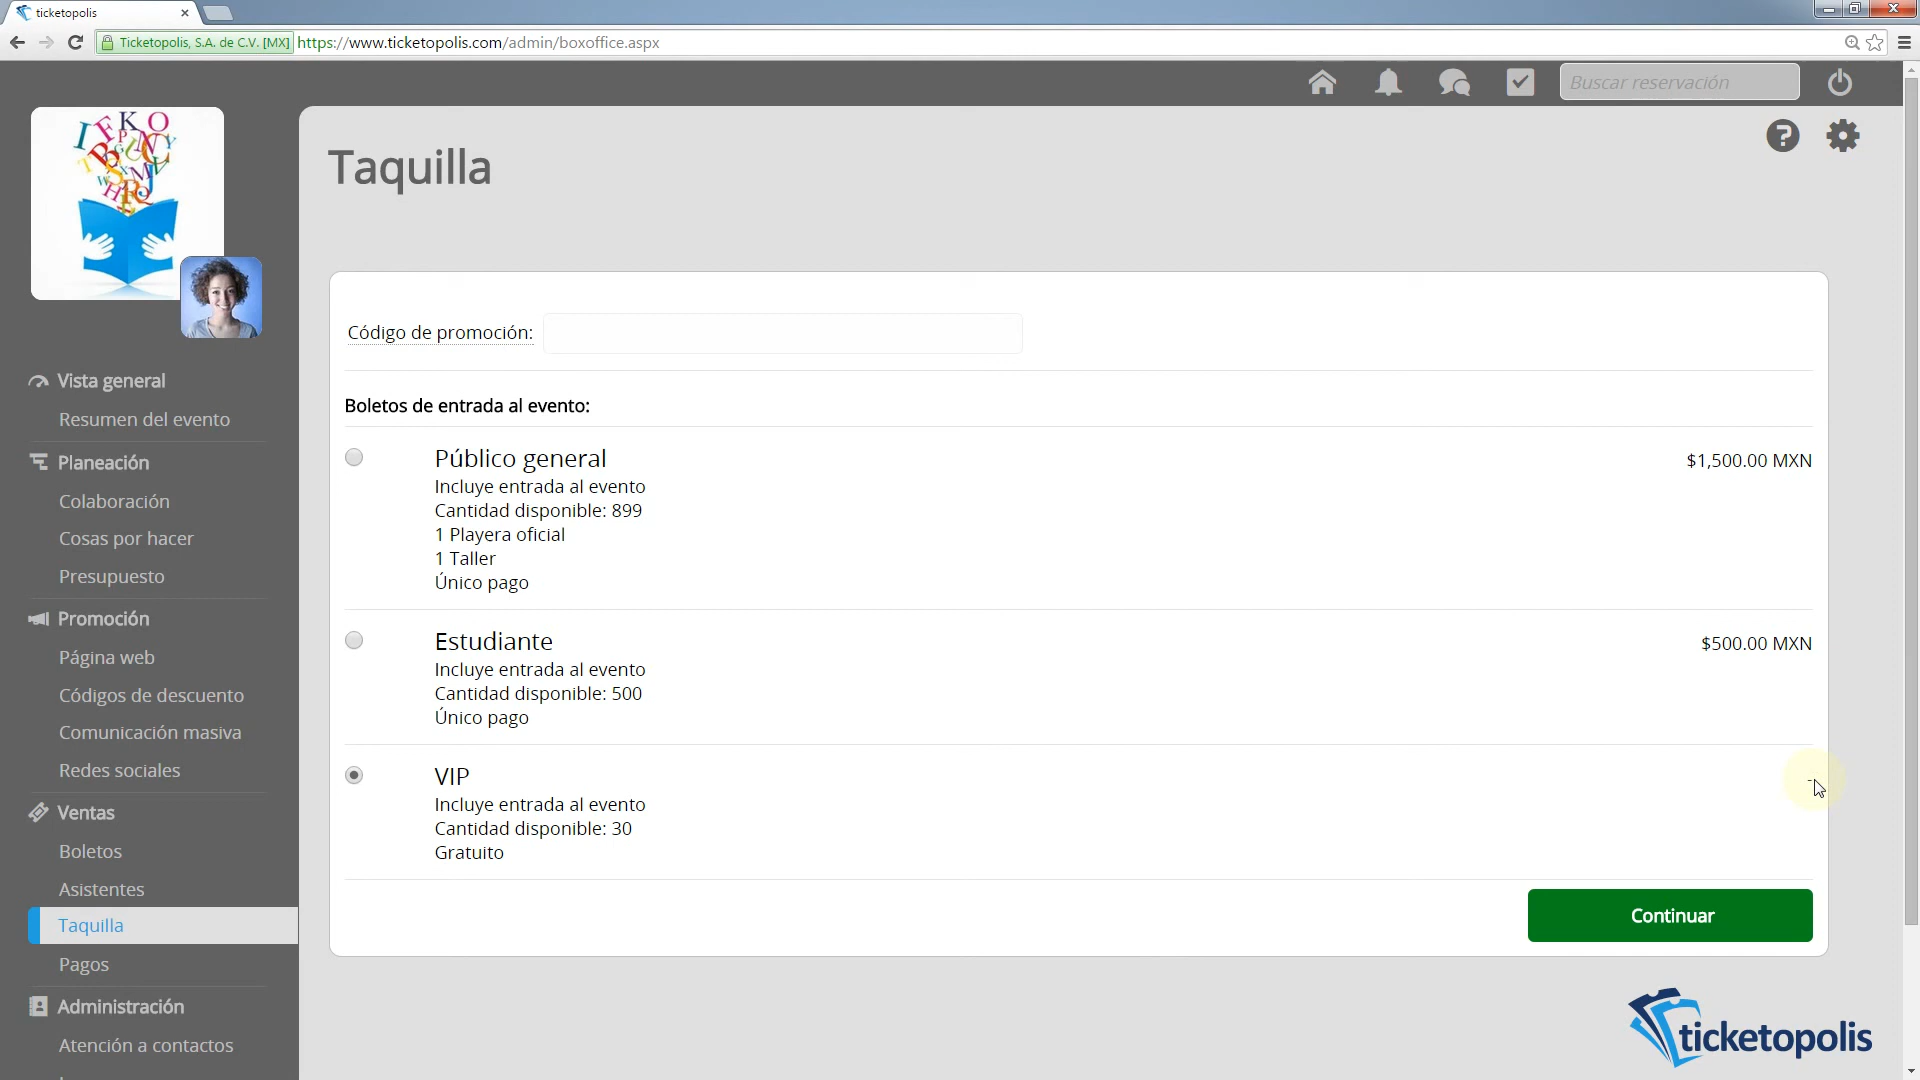 ticketopolis
Ticketopolis, S.A. de C.V. [MX] https://www.ticketopolis.com/admin/boxoffice.aspx
Buscar reservación
Taquilla
Código de promoción:
Boletos de entrada al evento:
Público general $1,500.00 MXN
Incluye entrada al evento
Cantidad disponible: 899
1 Playera oficial
1 Taller
Único pago
Estudiante $500.00 MXN
Incluye entrada al evento
Cantidad disponible: 500
Único pago
VIP
Incluye entrada al evento
Cantidad disponible: 30
Gratuito
Continuar
Vista general
Resumen del evento
Planeación
Colaboración
Cosas por hacer
Presupuesto
Promoción
Página web
Códigos de descuento
Comunicación masiva
Redes sociales
Ventas
Boletos
Asistentes
Taquilla
Pagos
Administración
Atención a contactos
ticketopolis